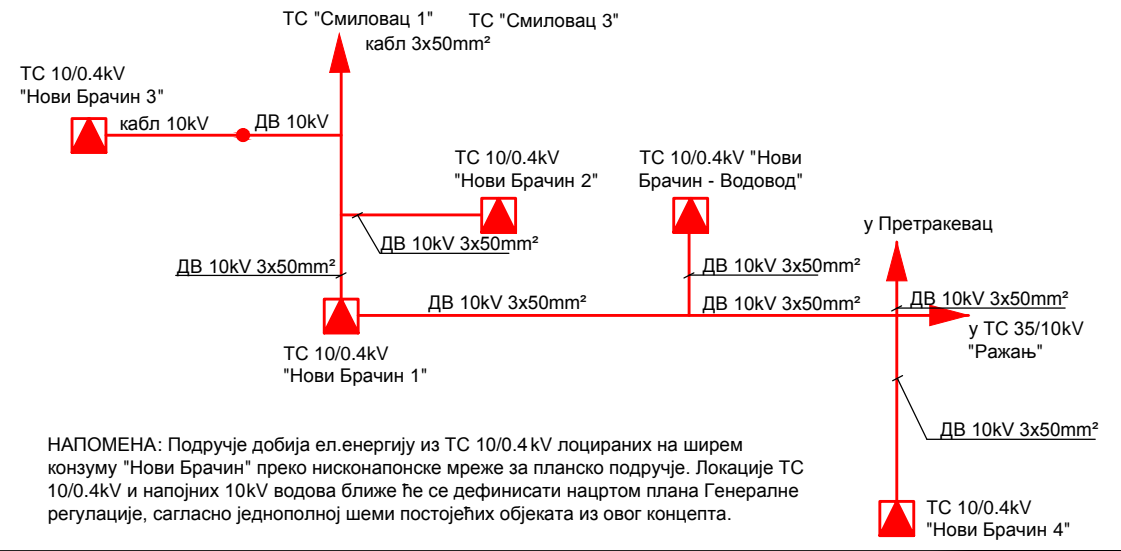 ТС "Смиловац 1" ТС "Смиловац 3"
кабл 3x50mm²
ТС 10/0.4kV
"Нови Брачин 3"
кабл 10kV
ДВ 10kV
ТС 10/0.4kV
"Нови Брачин 2"
ТС 10/0.4kV "Нови
Брачин - Водовод"
у Претракевац
ДВ 10kV 3x50mm²
ДВ 10kV 3x50mm²
ДВ 10kV 3x50mm²
ДВ 10kV 3x50mm²
ДВ 10kV 3x50mm²
ДВ 10kV 3x50mm²
у ТС 35/10kV
"Ражањ"
ТС 10/0.4kV
"Нови Брачин 1"
ДВ 10kV 3x50mm²
НАПОМЕНА: Подручје добија ел.енергију из ТС 10/0.4kV лоцираних на ширем
конзуму "Нови Брачин" преко нисконапонске мреже за планско подручје. Локације ТС
10/0.4kV и напојних 10kV водова ближе ће се дефинисати нацртом плана Генералне
регулације, сагласно једнополној шеми постојећих објеката из овог концепта.
ТС 10/0.4kV
"Нови Брачин 4"